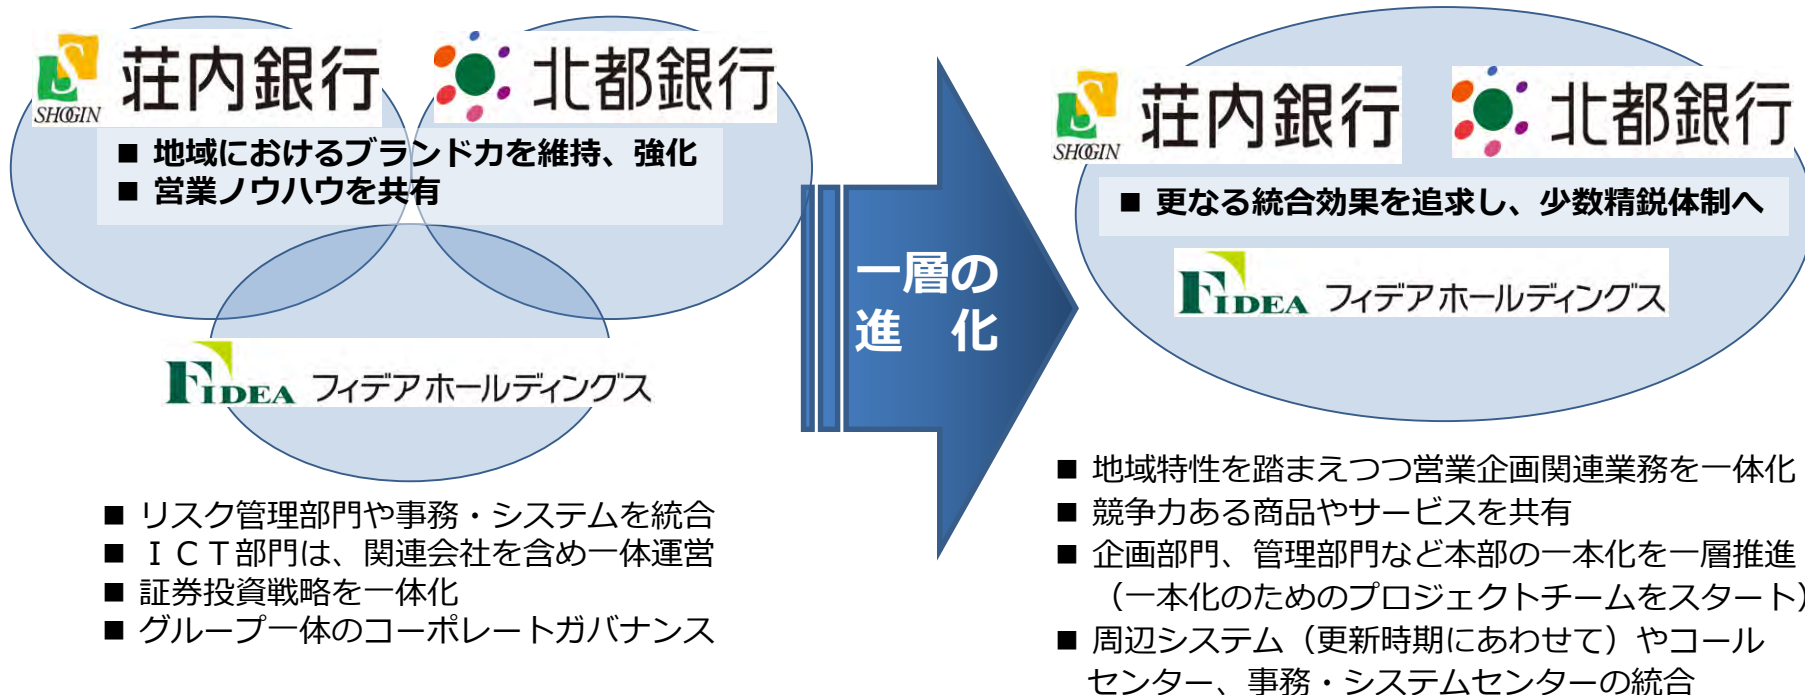 SHOGIN 荘内銀行
北都銀行
■ 地域におけるブランド力を維持、強化
■ 営業ノウハウを共有
FIDEA フィデアホールディングス
■ リスク管理部門や事務・システムを統合
■ ＩＣＴ部門は、関連会社を含め一体運営
■ 証券投資戦略を一体化
■ グループ一体のコーポレートガバナンス
一層の
進　化
SHOGIN 荘内銀行
北都銀行
■ 更なる統合効果を追求し、少数精鋭体制へ
FIDEA フィデアホールディングス
■ 地域特性を踏まえつつ営業企画関連業務を一体化
■ 競争力ある商品やサービスを共有
■ 企画部門、管理部門など本部の一本化を一層推進
（一本化のためのプロジェクトチームをスタート）
■ 周辺システム（更新時期にあわせて）やコール
センター、事務・システムセンターの統合